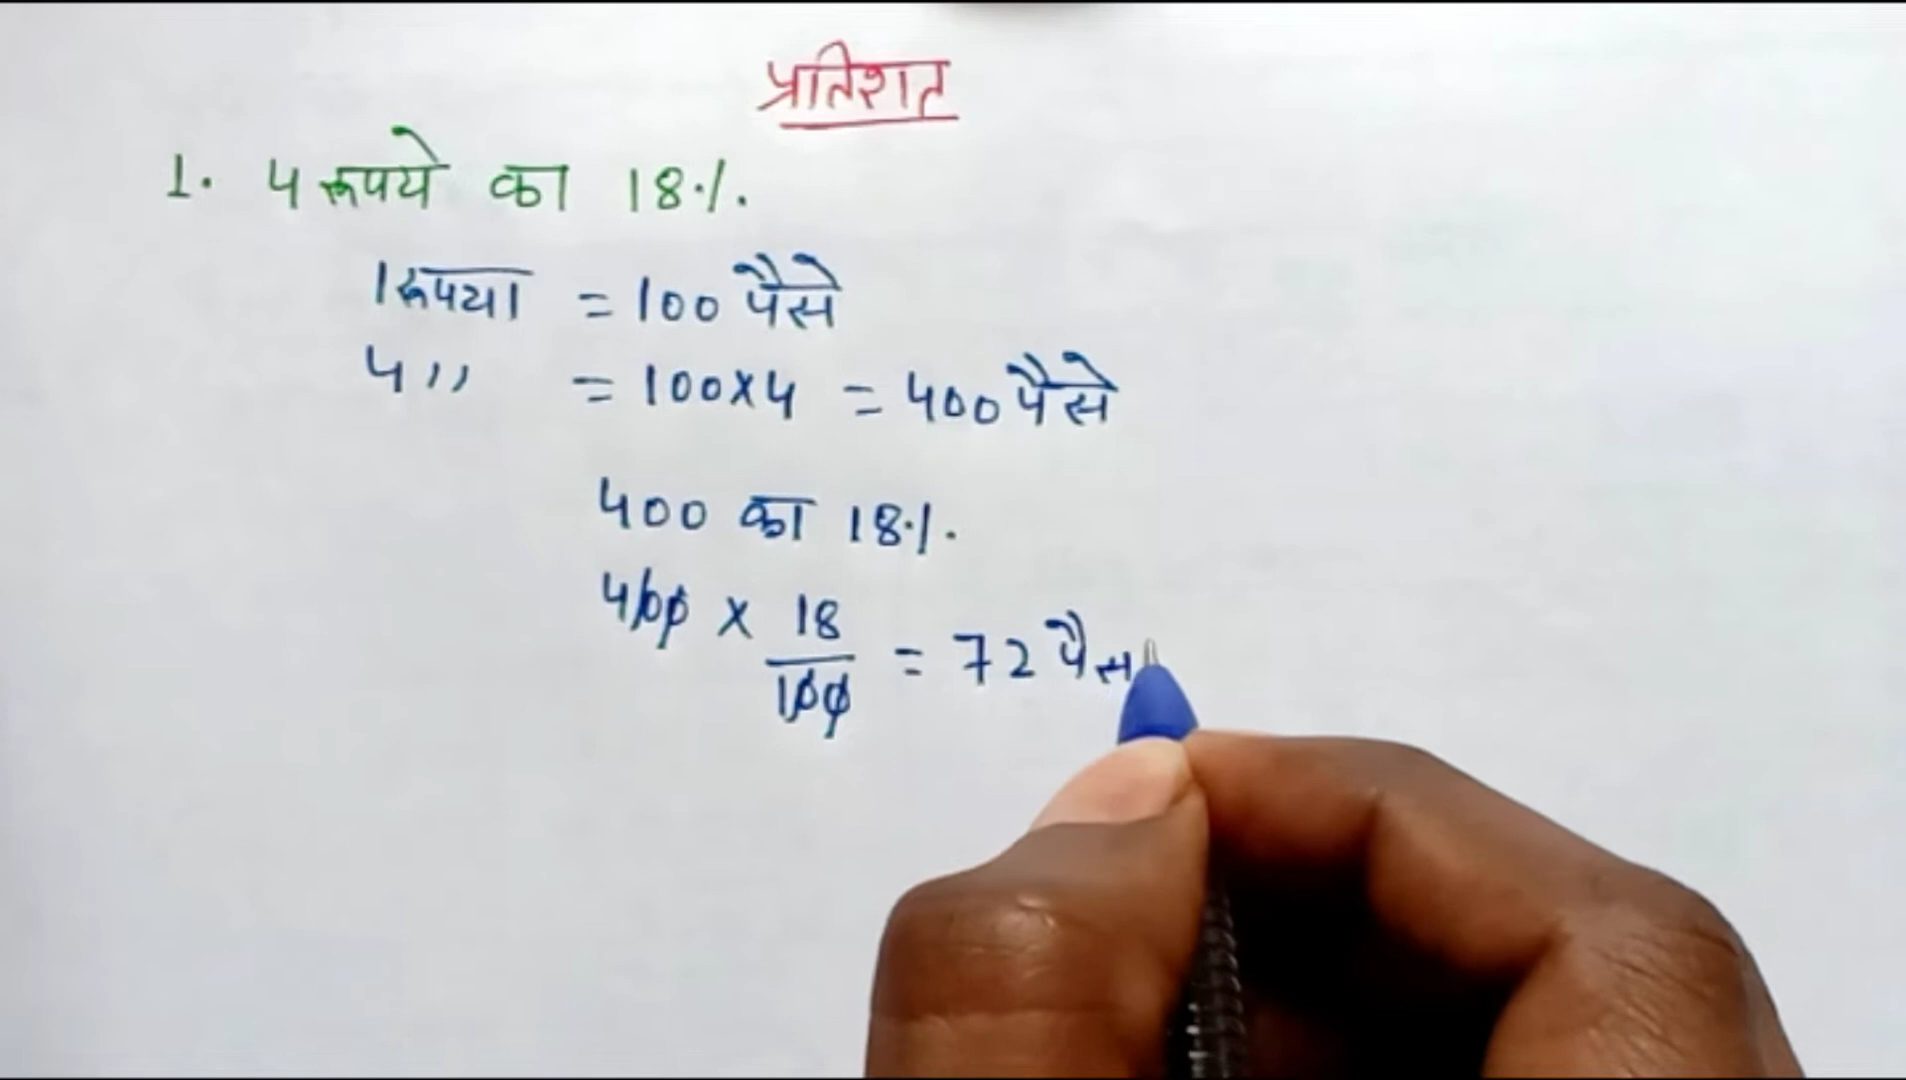 प्रतिशत
1. 4 रूपये का 18%.
1 रूपया = 100 पैसे
4 ,, = 100×4 = 400 पैसे
400 का 18%.
400 × 18/100 = 72 पैस